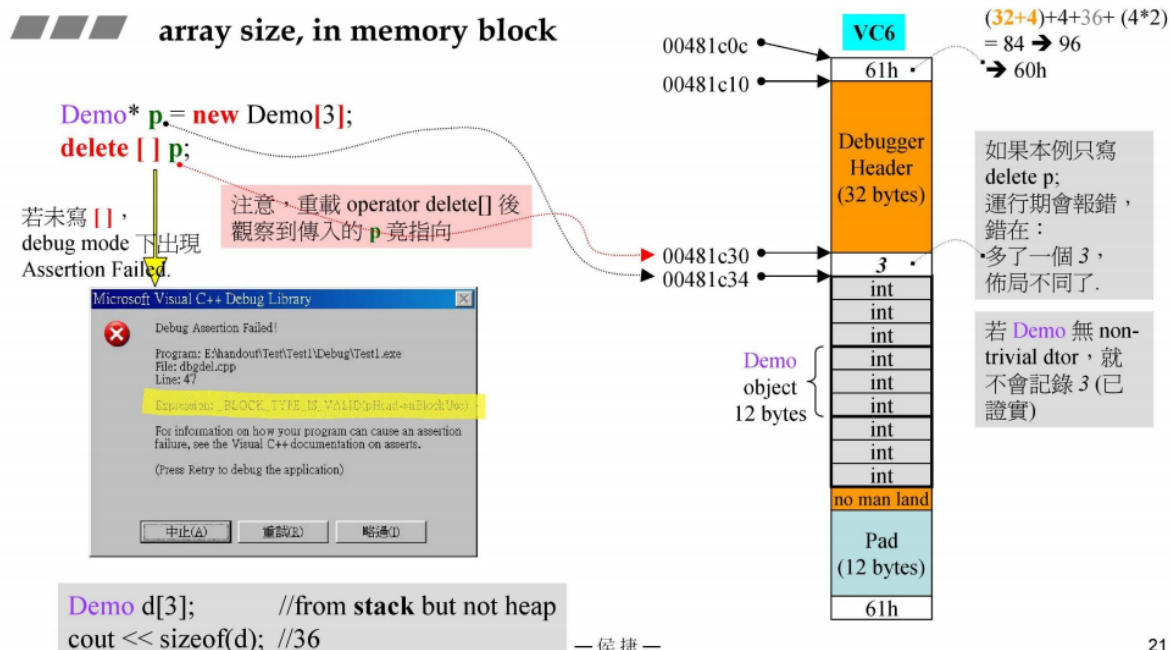 array size, in memory block
Demo* p = new Demo[3];
delete [ ] p;
若未寫 [ ]，
debug mode 下出現
Assertion Failed.
注意，重載 operator delete[] 後
觀察到傳入的 p 竟指向
Microsoft Visual C++ Debug Library
Debug Assertion Failed!
Program: E:\handout\Test\Test1\Debug\Test1.exe
File: dbgdel.cpp
Line: 47
Expression: _BLOCK_TYPE_IS_VALID(pHead->nBlockUse)
For information on how your program can cause an assertion
failure, see the Visual C++ documentation on asserts.
(Press Retry to debug the application)
中止(A)
重試(R)
略過(I)
Demo d[3]; //from stack but not heap
cout << sizeof(d); //36
VC6
00481c0c
61h
00481c10
Debugger
Header
(32 bytes)
00481c30
3
00481c34
int
int
int
int
int
int
int
int
int
Demo
object
12 bytes
no man land
Pad
(12 bytes)
61h
(32+4)+4+36+ (4*2)
= 84 ➔ 96
➔ 60h
如果本例只寫
delete p;
運行期會報錯，
錯在：
多了一個 3，
佈局不同了.
若 Demo 無 non-
trivial dtor，就
不會記錄 3 (已
證實)
— 侯捷 —
21